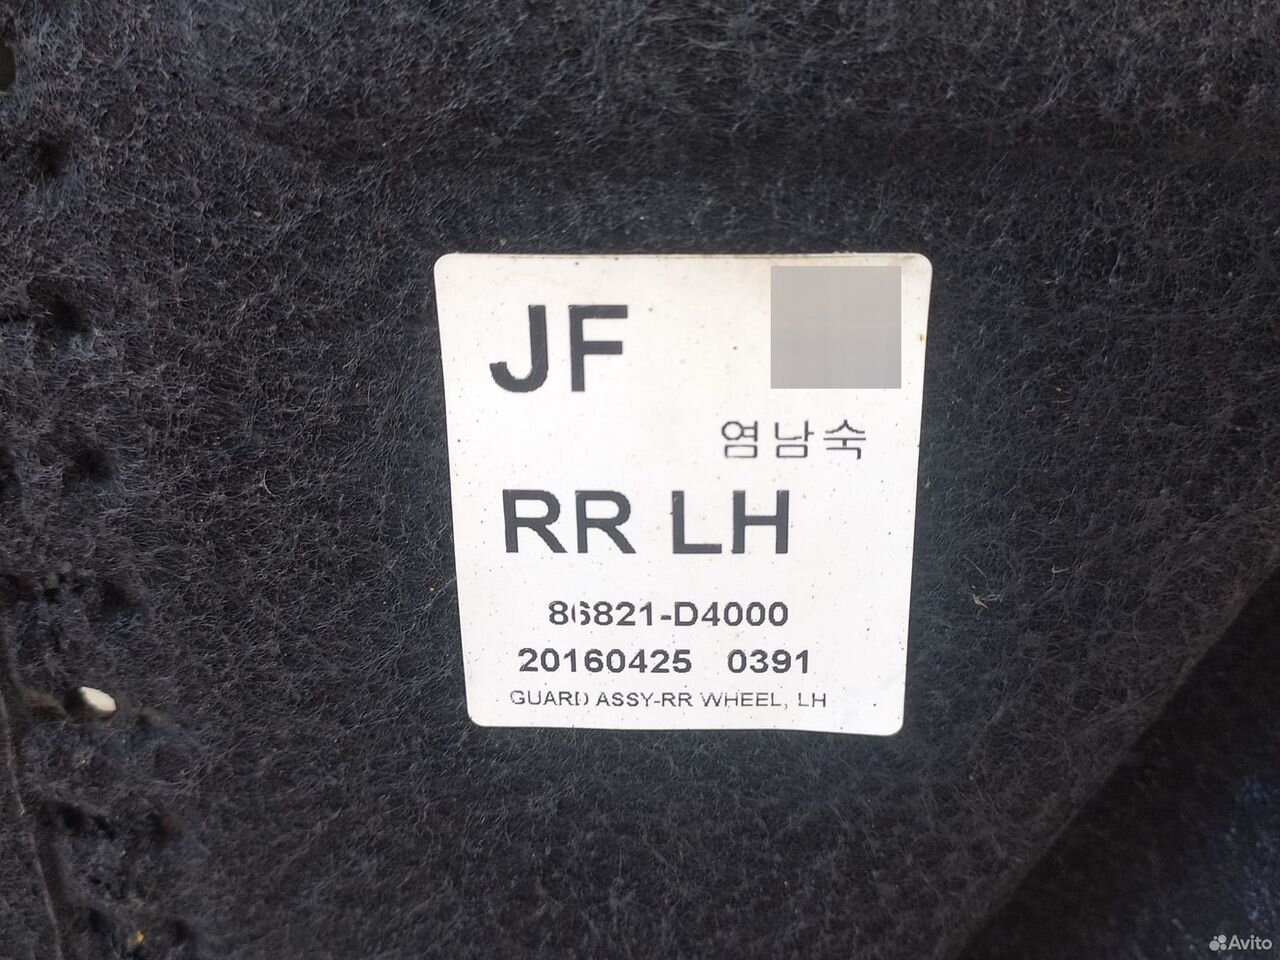 JF
염남숙
RR LH
86821-D4000
20160425 0391
GUARD ASSY-RR WHEEL, LH
Avito